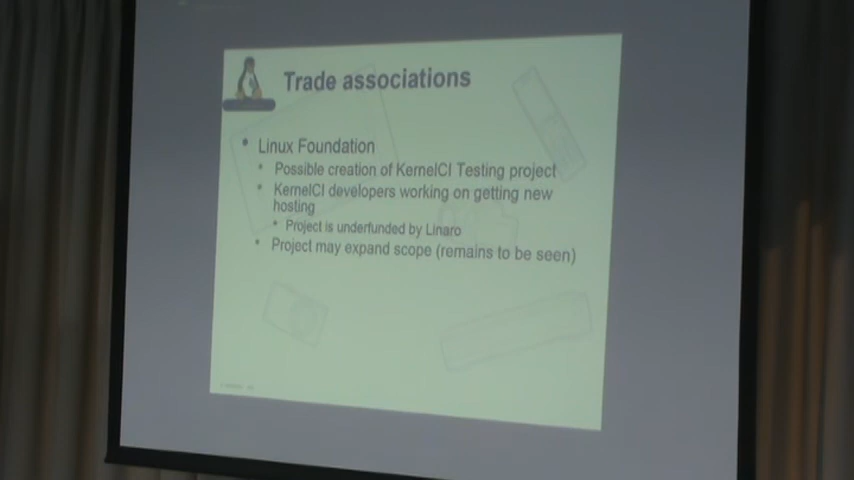 Trade associations
• Linux Foundation
• Possible creation of KernelCI Testing project
• KernelCI developers working on getting new
hosting
• Project is underfunded by Linaro
• Project may expand scope (remains to be seen)